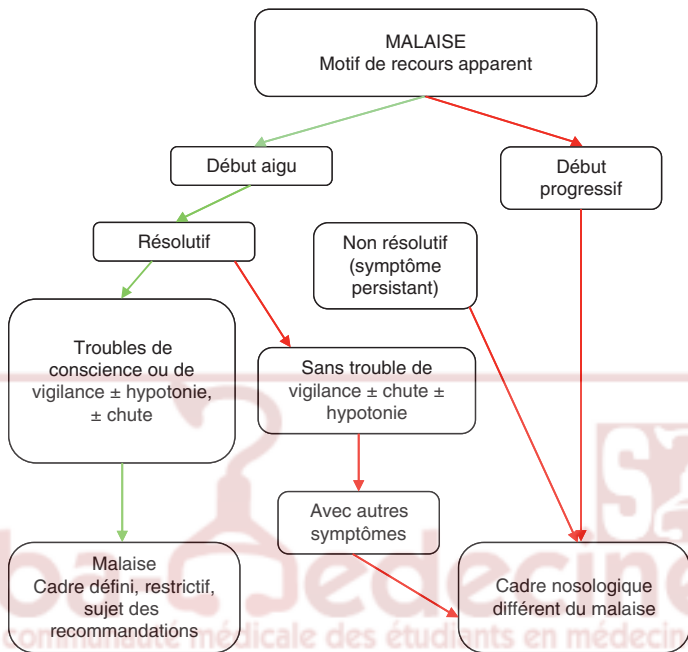 MALAISE
Motif de recours apparent
Début aigu
Début
progressif
Résolutif
Non résolutif
(symptôme
persistant)
Troubles de
conscience ou de
vigilance ± hypotonie,
± chute
Sans trouble de
vigilance ± chute ±
hypotonie
Avec autres
symptômes
Malaise
Cadre défini, restrictif,
sujet des
recommandations
Cadre nosologique
différent du malaise
ba-Medecine
communauté médicale des étudiants en médecine